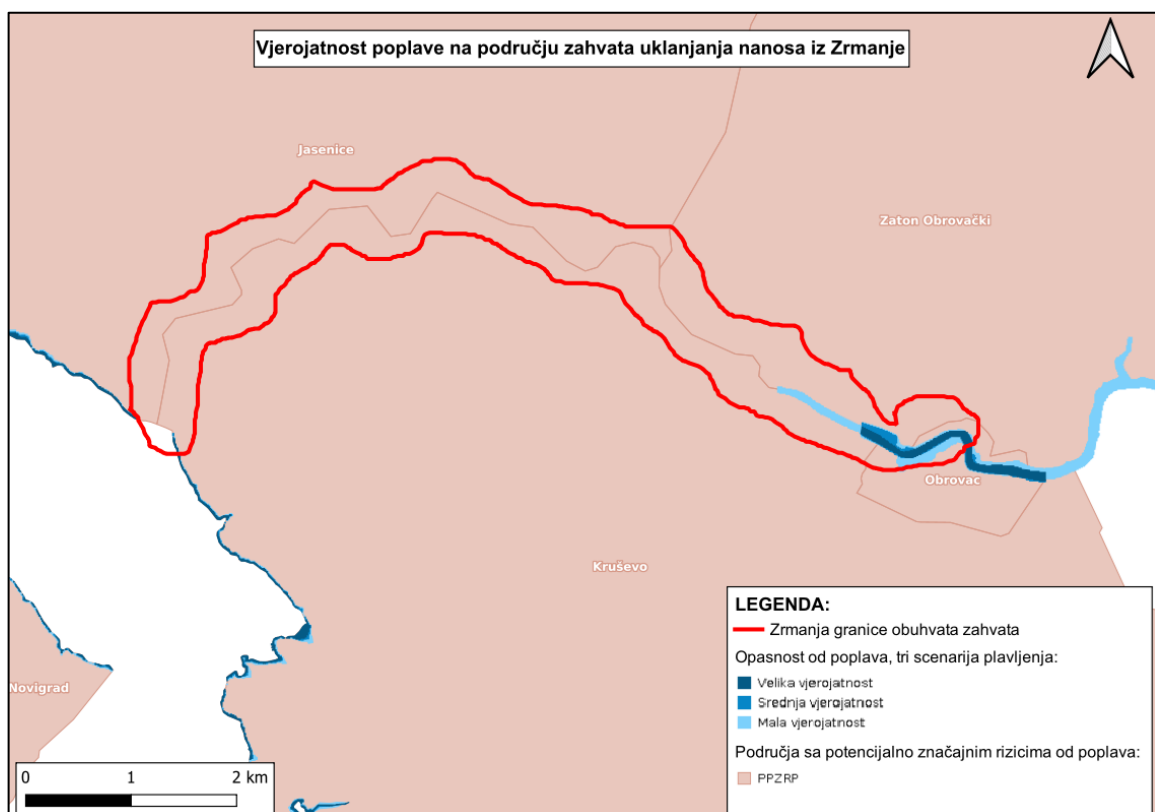 Vjerojatnost poplave na području zahvata uklanjanja nanosa iz Zrmanje
Jasenice
Zaton Obrovački
Obrovac
Kruševo
Novigrad
LEGENDA:
Zrmanja granice obuhvata zahvata
Opasnost od poplava, tri scenarija plavljenja:
Velika vjerojatnost
Srednja vjerojatnost
Mala vjerojatnost
Područja sa potencijalno značajnim rizicima od poplava:
PPZRP
0 1 2 km